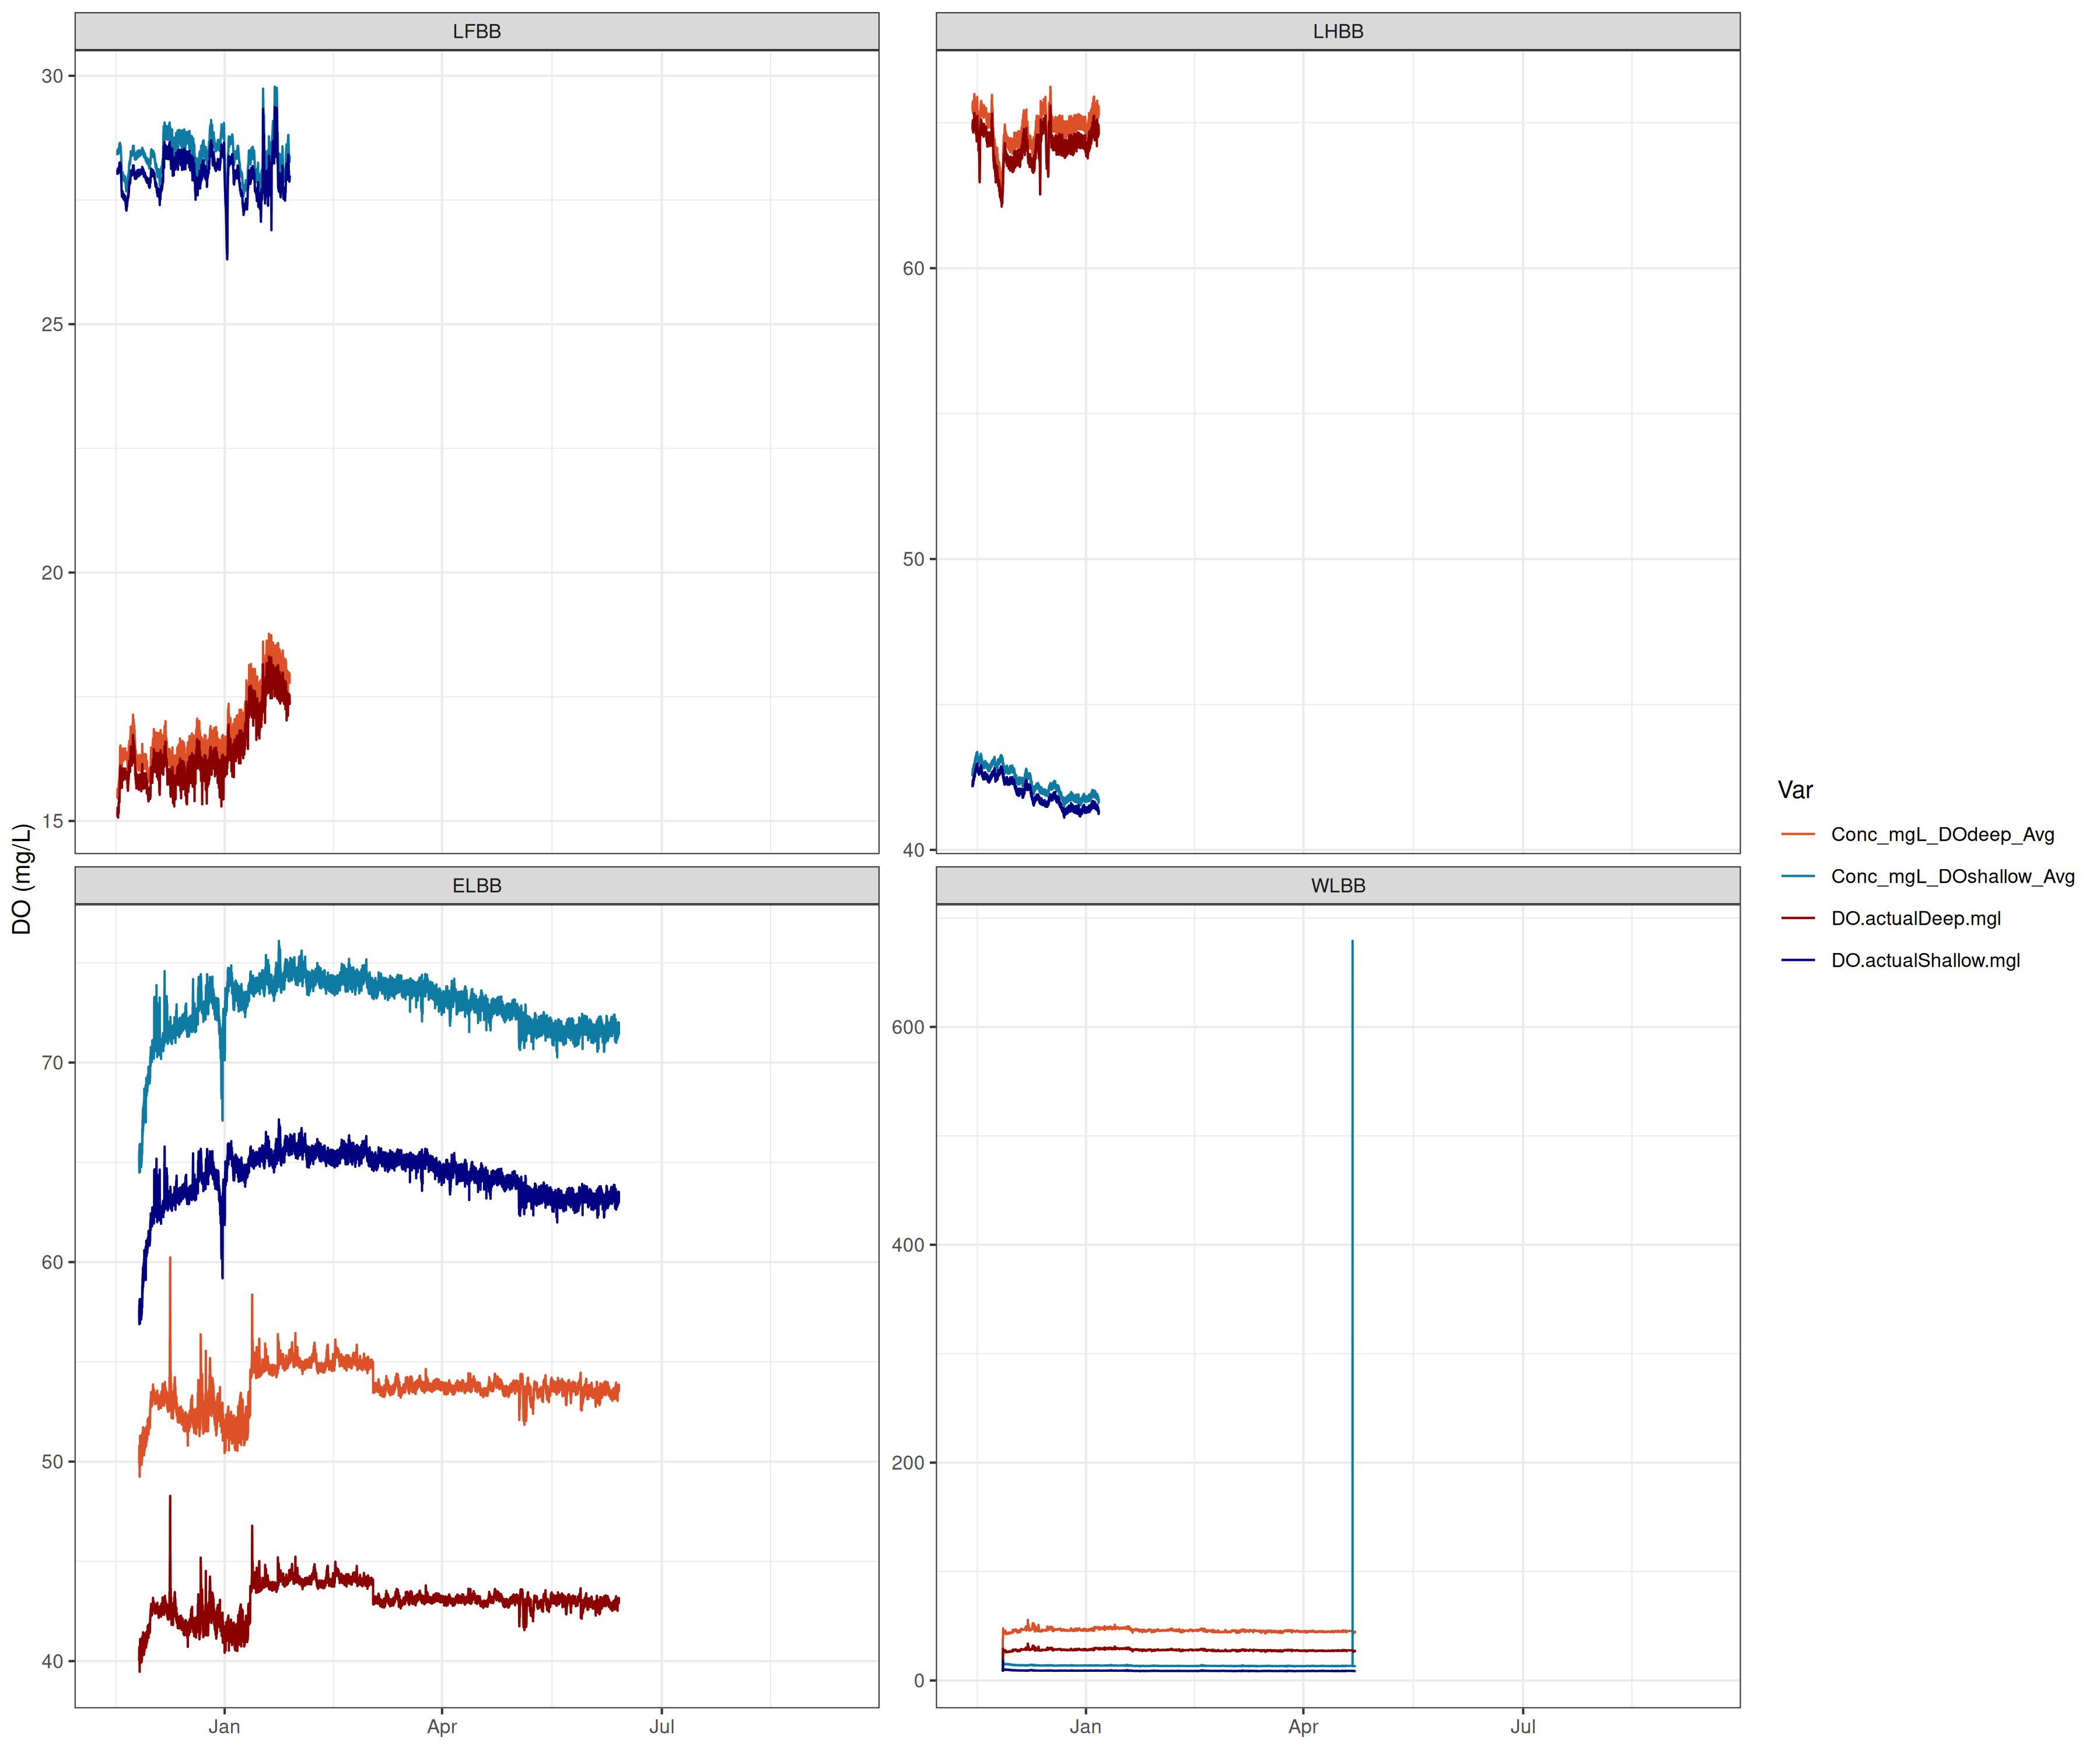 LFBB
LHBB
30
25
20
15
60
50
40
DO (mg/L)
ELBB
WLBB
70
60
50
40
600
400
200
0
Jan
Apr
Jul
Jan
Apr
Jul
Var
Conc_mgL_DOdeep_Avg
Conc_mgL_DOshallow_Avg
DO.actualDeep.mgl
DO.actualShallow.mgl